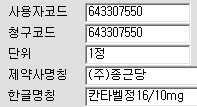 사용자코드 643307550
청구코드 643307550
단위 1정
제약사명칭 (주)종근당
한글명칭 칸타벨정16/10mg